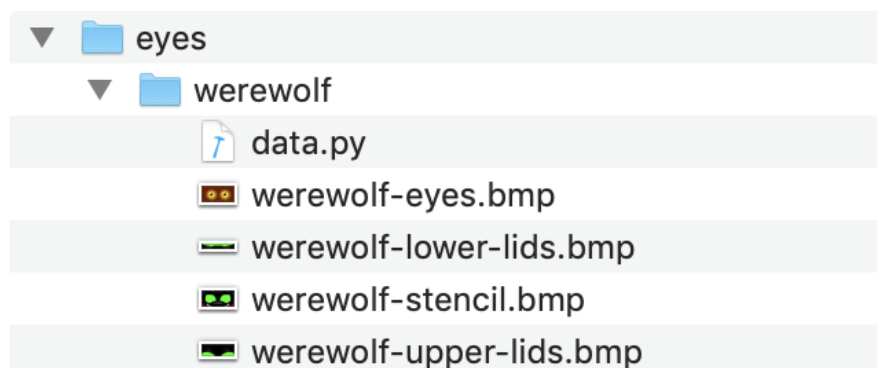 eyes
werewolf
data.py
werewolf-eyes.bmp
werewolf-lower-lids.bmp
werewolf-stencil.bmp
werewolf-upper-lids.bmp